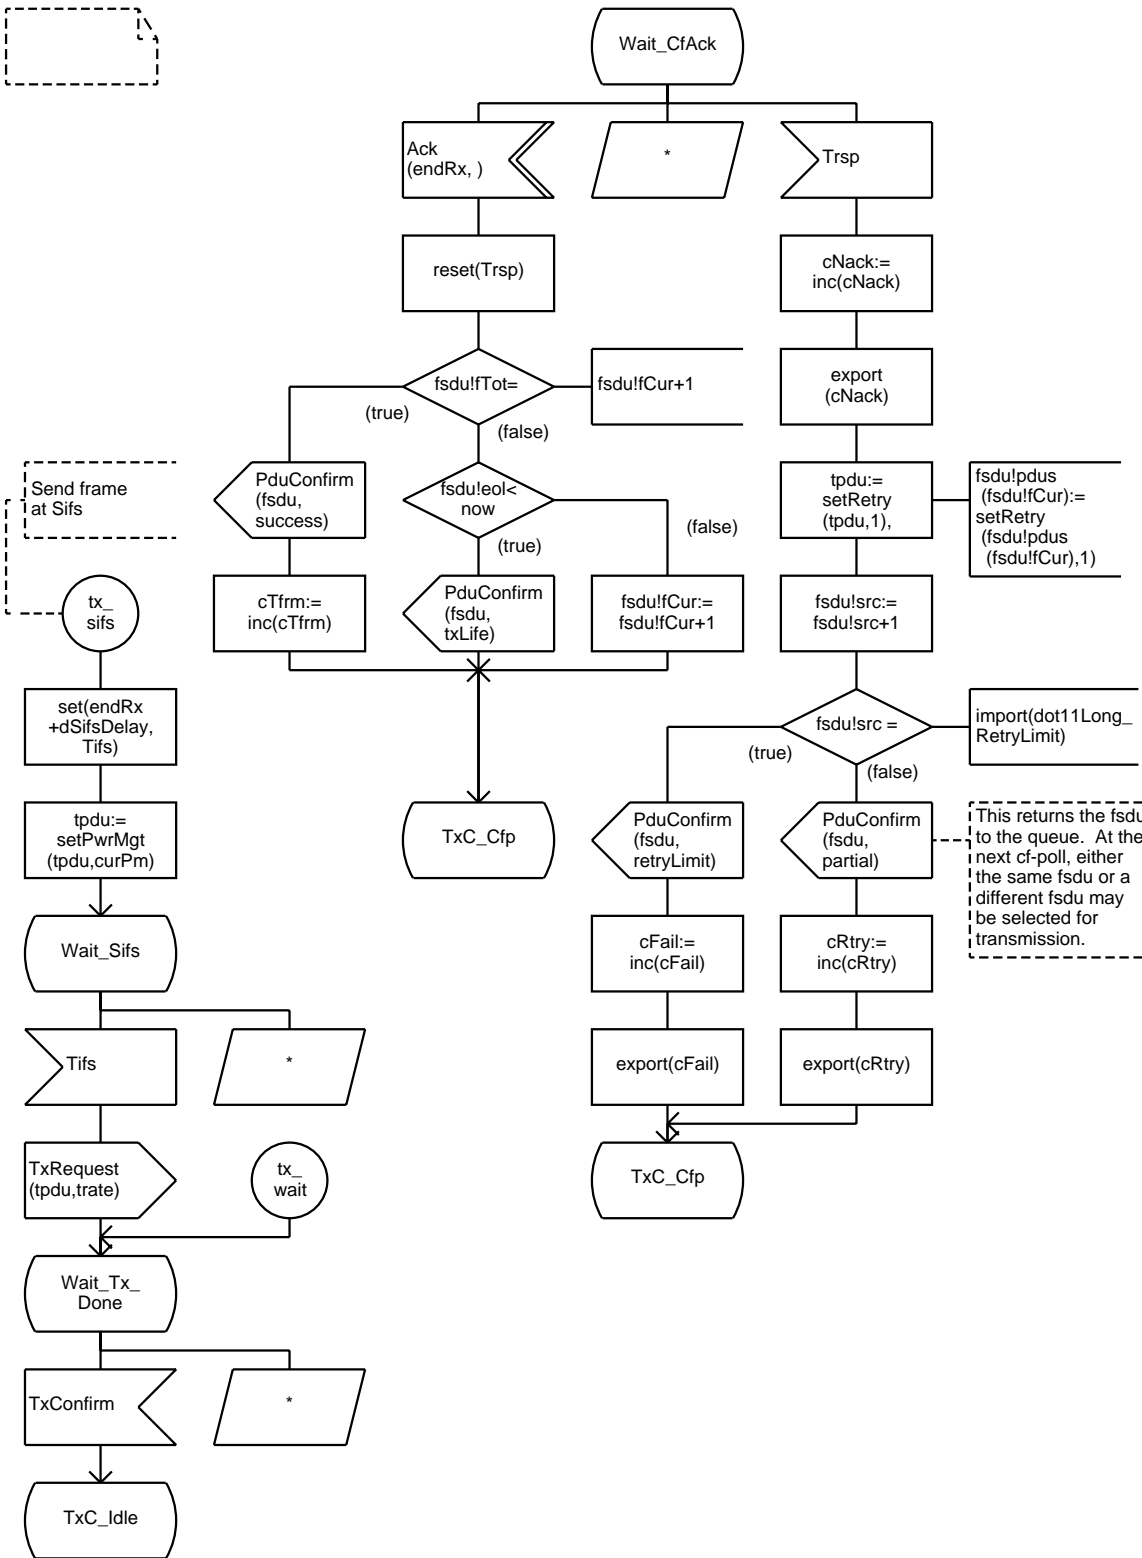 Wait_CfAck
Ack
(endRx, )
*
Trsp
reset(Trsp)
cNack:=
inc(cNack)
fsdu!fTot=
fsdu!fCur+1
(true)
(false)
export
(cNack)
Send frame
at Sifs
PduConfirm
(fsdu,
success)
fsdu!eol<
now
(true)
(false)
tpdu:=
setRetry
(tpdu,1),
fsdu!pdus
(fsdu!fCur):=
setRetry
(fsdu!pdus
(fsdu!fCur),1)
tx_
sifs
cTfrm:=
inc(cTfrm)
PduConfirm
(fsdu,
txLife)
fsdu!fCur:=
fsdu!fCur+1
fsdu!src:=
fsdu!src+1
set(endRx
+dSifsDelay,
Tifs)
fsdu!src =
(true)
(false)
import(dot11Long_
RetryLimit)
tpdu:=
setPwrMgt
(tpdu,curPm)
TxC_Cfp
PduConfirm
(fsdu,
retryLimit)
PduConfirm
(fsdu,
partial)
This returns the fsdu
to the queue. At the
next cf-poll, either
the same fsdu or a
different fsdu may
be selected for
transmission.
Wait_Sifs
cFail:=
inc(cFail)
cRtry:=
inc(cRtry)
Tifs
*
export(cFail)
export(cRtry)
TxRequest
(tpdu,trate)
tx_
wait
TxC_Cfp
Wait_Tx_
Done
TxConfirm
*
TxC_Idle